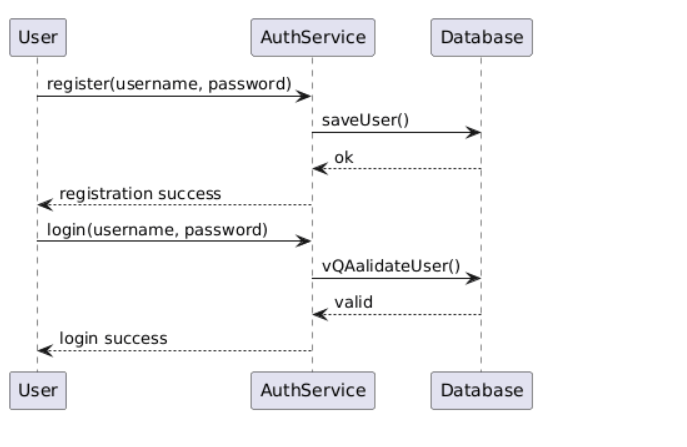 User AuthService Database
register(username, password)
saveUser()
ok
registration success
login(username, password)
vQAalidateUser()
valid
login success
User AuthService Database